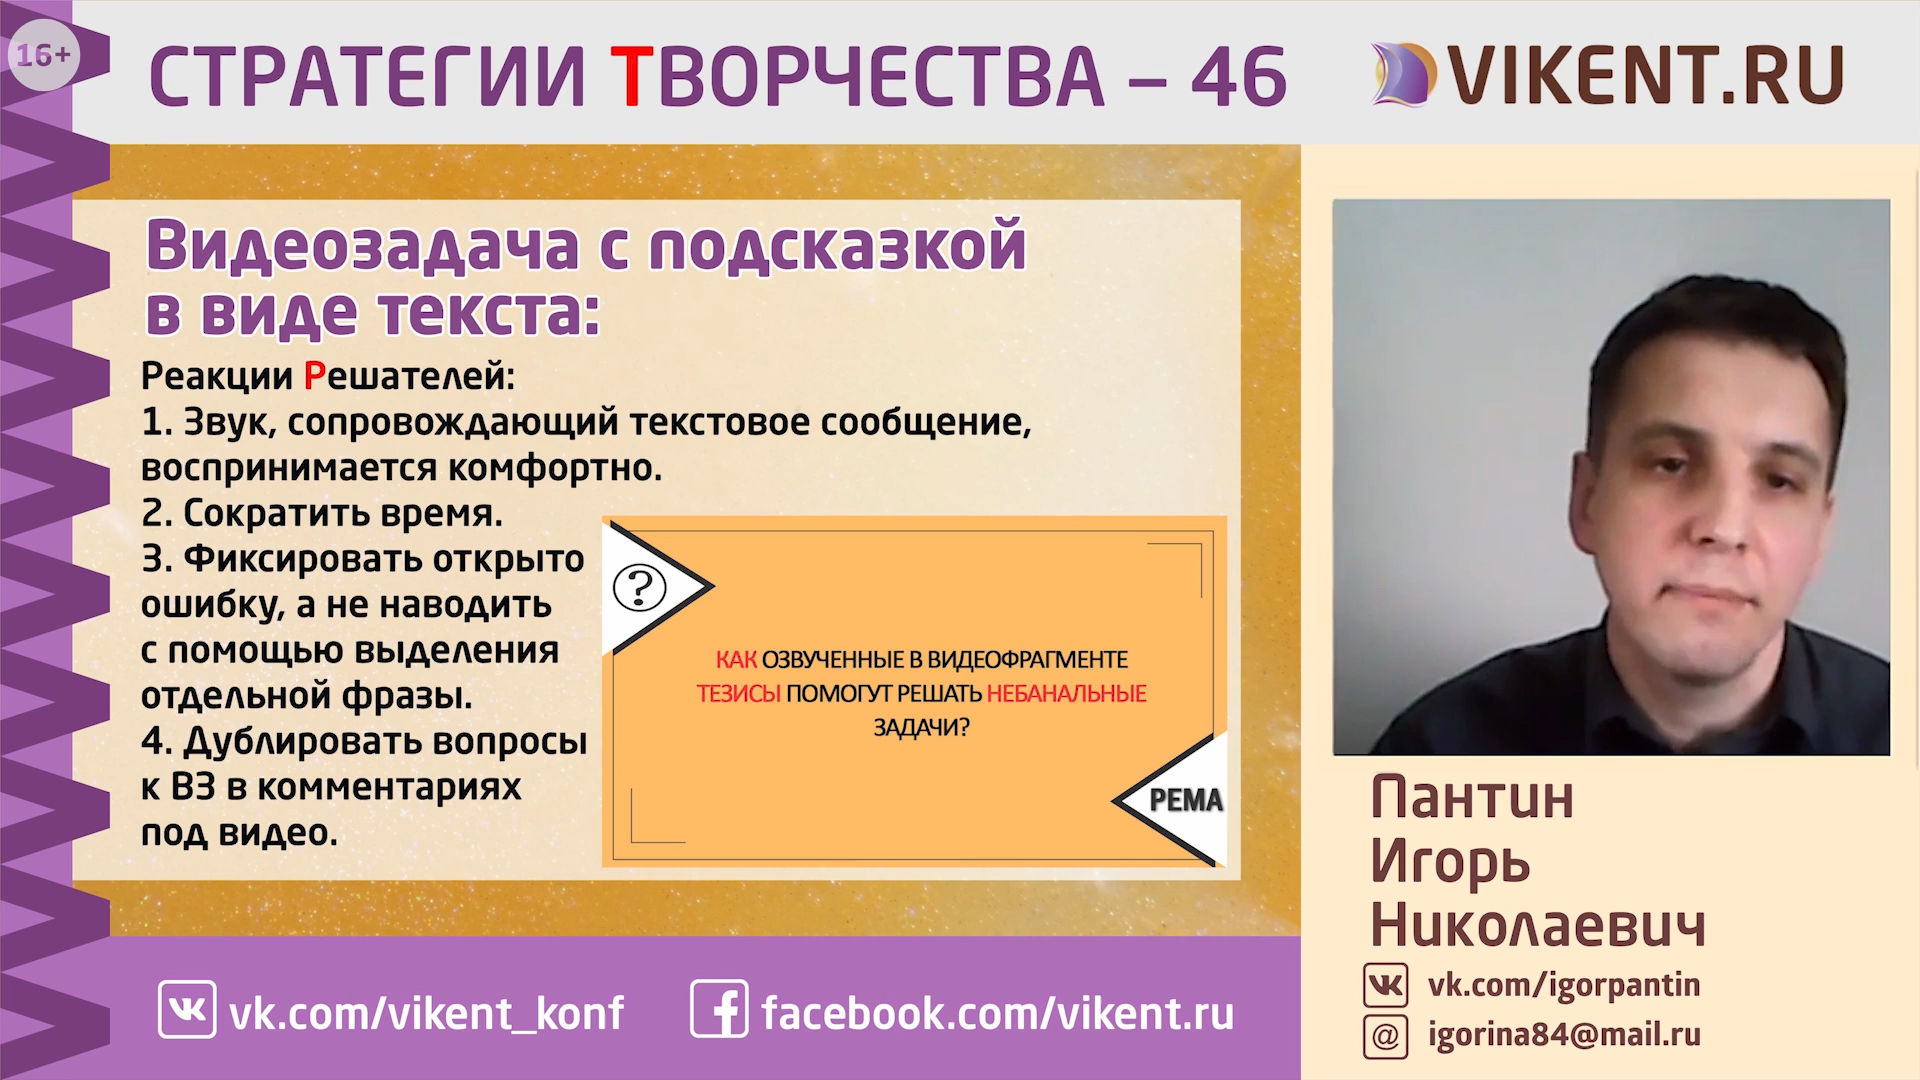 16+
СТРАТЕГИИ ТВОРЧЕСТВА – 46
VIKENT.RU
Видеозадача с подсказкой
в виде текста:
Реакции Решателей:
1. Звук, сопровождающий текстовое сообщение,
воспринимается комфортно.
2. Сократить время.
3. Фиксировать открыто
ошибку, а не наводить
с помощью выделения
отдельной фразы.
4. Дублировать вопросы
к ВЗ в комментариях
под видео.
?
КАК ОЗВУЧЕННЫЕ В ВИДЕОФРАГМЕНТЕ
ТЕЗИСЫ ПОМОГУТ РЕШАТЬ НЕБАНАЛЬНЫЕ
ЗАДАЧИ?
РЕМА
Пантин
Игорь
Николаевич
vk.com/igorpantin
igorina84@mail.ru
vk.com/vikent_konf
facebook.com/vikent.ru